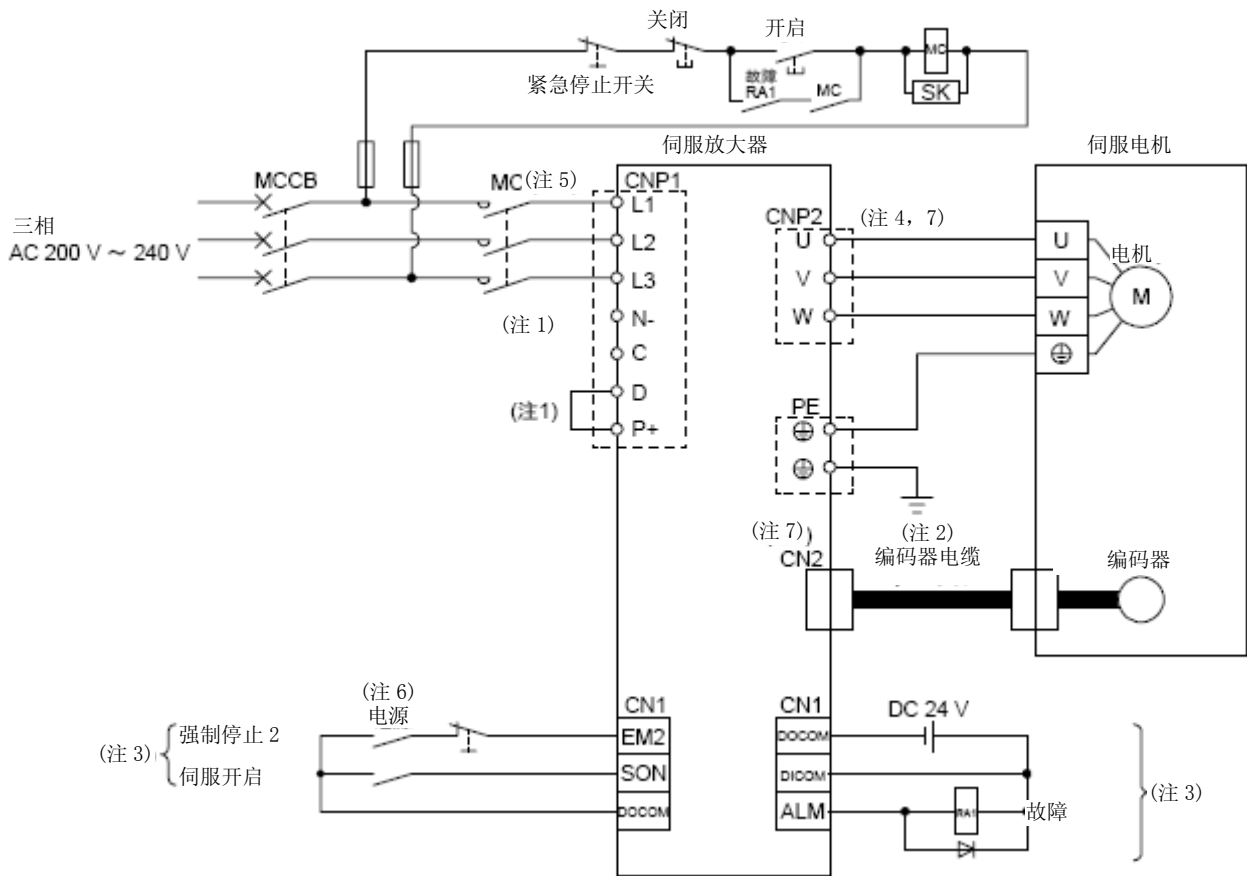 关闭
开启
紧急停止开关
故障
RA1
MC
MC
SK
伺服放大器
伺服电机
MCCB
MC(注 5)
CNP1
三相
AC 200 V ~ 240 V
L1
L2
L3
N-
C
D
P+
(注 1)
(注1)
CNP2
(注 4，7)
U
V
W
U
V
W
电机
M
PE
(注 7)
CN2
(注 2)
编码器电缆
编码器
(注 3)
强制停止 2
伺服开启
(注 6)
电源
CN1
EM2
SON
DOCOM
CN1
DOCOM
DICOM
ALM
DC 24 V
RA1
故障
(注 3)